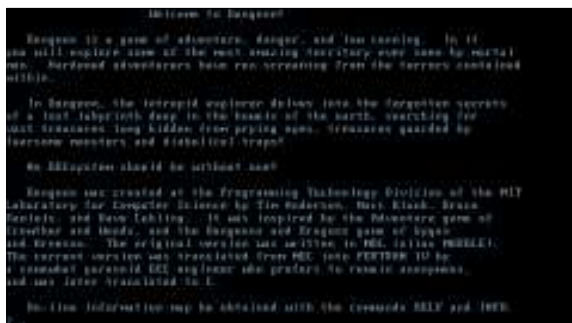 Welcome to Dungeon!
Dungeon is a game of adventure, danger, and low cunning. In it
you will explore some of the most amazing territory ever seen by mortal
man. Hardened adventurers have run screaming from the terrors contained
within.
In Dungeon, the intrepid explorer delves into the forgotten secrets
of a lost labyrinth deep in the bowels of the earth, searching for
vast treasures long hidden from prying eyes, treasures guarded by
fearsome monsters and diabolical traps!
No DECsystem should be without one!
Dungeon was created at the Programming Technology Division of the MIT
Laboratory for Computer Science by Tim Anderson, Marc Blank, Bruce
Daniels, and Dave Lebling. It was inspired by the Adventure game of
Crowther and Woods, and the Dungeons and Dragons game of Gygax
and Arneson. The original version was written in MDL (alias MUDDLE).
The current version was translated from MDL into FORTRAN IV by
a somewhat paranoid DEC engineer who prefers to remain anonymous,
and was later translated to C.
On-line information may be obtained with the commands HELP and INFO.